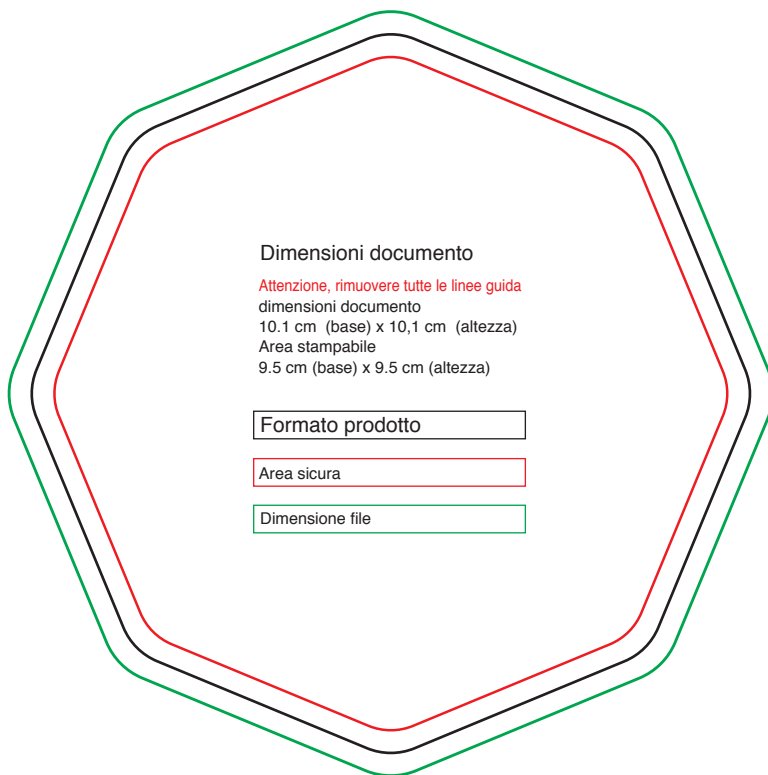 Dimensioni documento
Attenzione, rimuovere tutte le linee guida
dimensioni documento
10.1 cm (base) x 10,1 cm (altezza)
Area stampabile
9.5 cm (base) x 9.5 cm (altezza)
Formato prodotto
Area sicura
Dimensione file